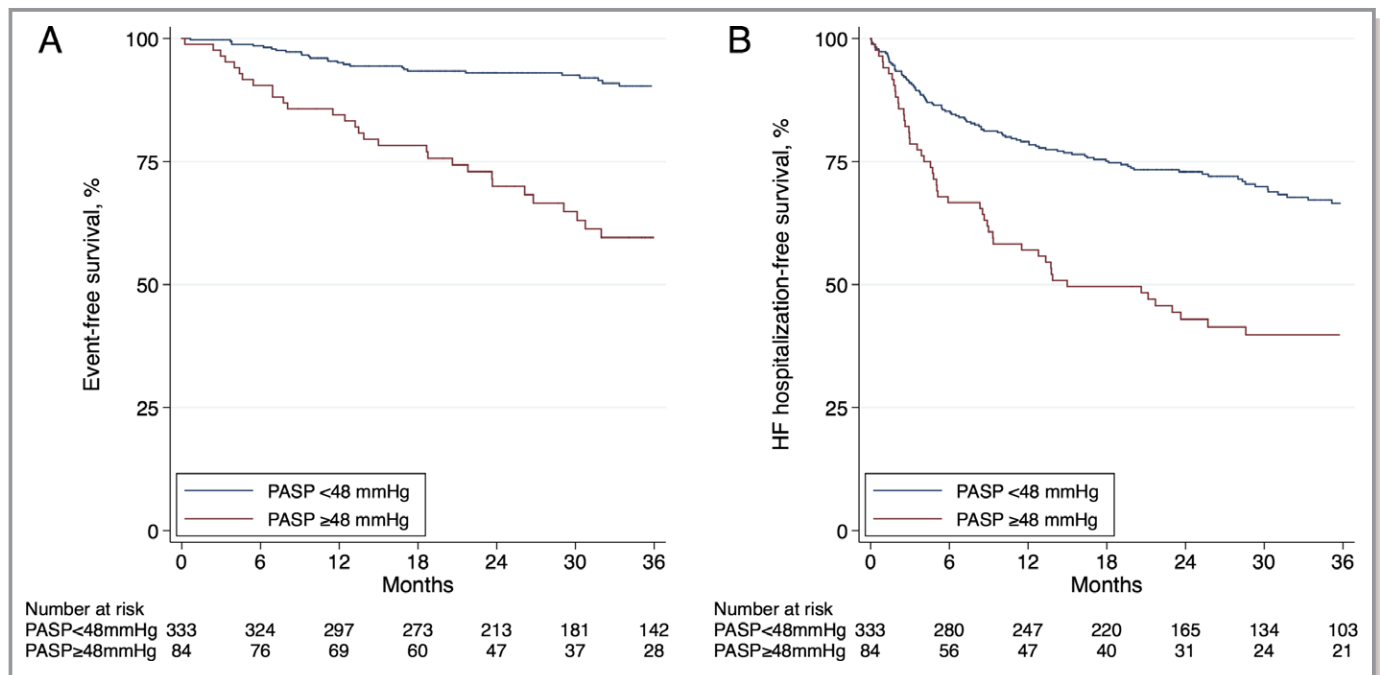 A
Event-free survival, %
100
75
50
25
0
PASP <48 mmHg
PASP ≥48 mmHg
0 6 12 18 24 30 36
Months
Number at risk
PASP<48mmHg 333 324 297 273 213 181 142
PASP≥48mmHg 84 76 69 60 47 37 28
B
HF hospitalization-free survival, %
100
75
50
25
0
PASP <48 mmHg
PASP ≥48 mmHg
0 6 12 18 24 30 36
Months
Number at risk
PASP<48mmHg 333 280 247 220 165 134 103
PASP≥48mmHg 84 56 47 40 31 24 21